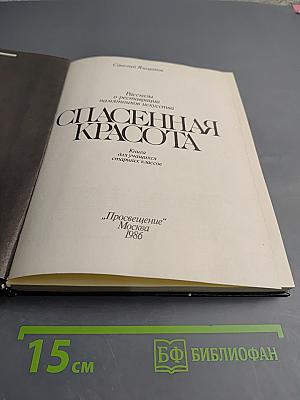 Савелий Ямщиков
Рассказы
о реставрации
памятников искусства
СПАСЕННАЯ
КРАСОТА
Книга
для учащихся
старших классов
„Просвещение“
Москва
1986
15 см
БФ БИБЛИОФАН